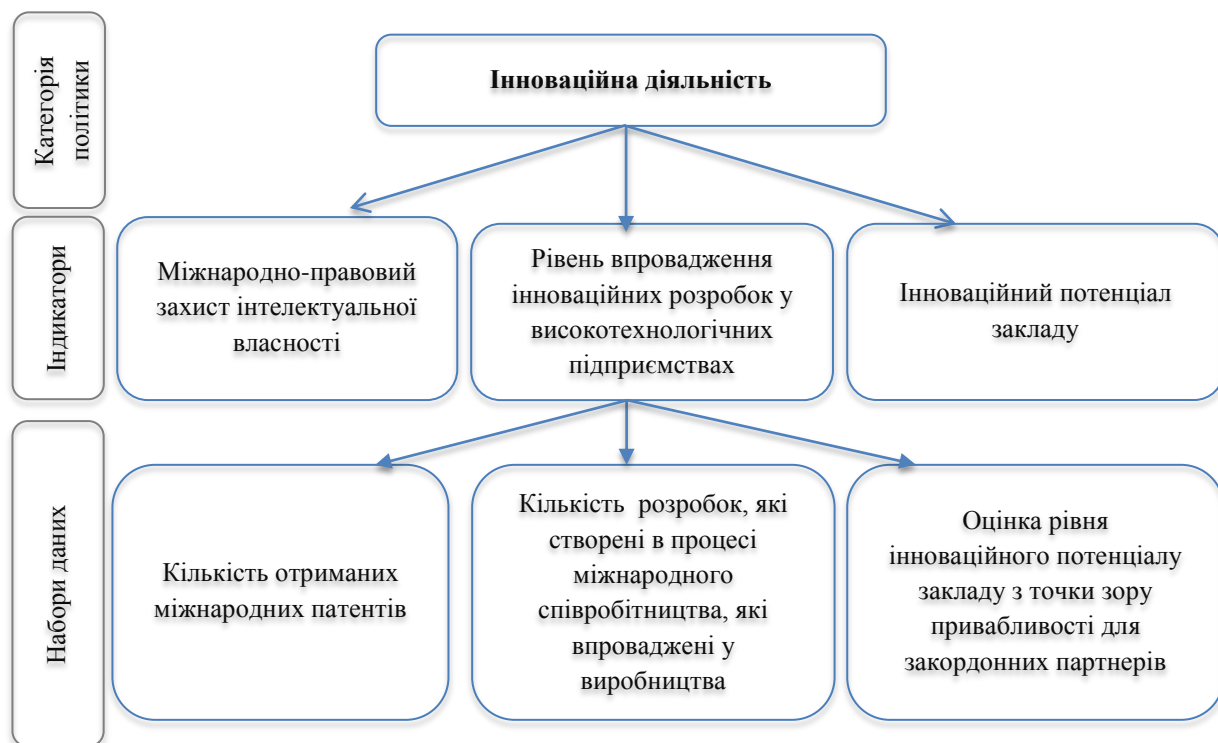 Категорія
політики
Інноваційна діяльність
Індикатори
Міжнародно-правовий
захист інтелектуальної
власності
Рівень впровадження
інноваційних розробок у
високотехнологічних
підприємствах
Інноваційний потенціал
закладу
Набори даних
Кількість отриманих
міжнародних патентів
Кількість розробок, які
створені в процесі
міжнародного
співробітництва, які
впроваджені у
виробництва
Оцінка рівня
інноваційного потенціалу
закладу з точки зору
привабливості для
закордонних партнерів